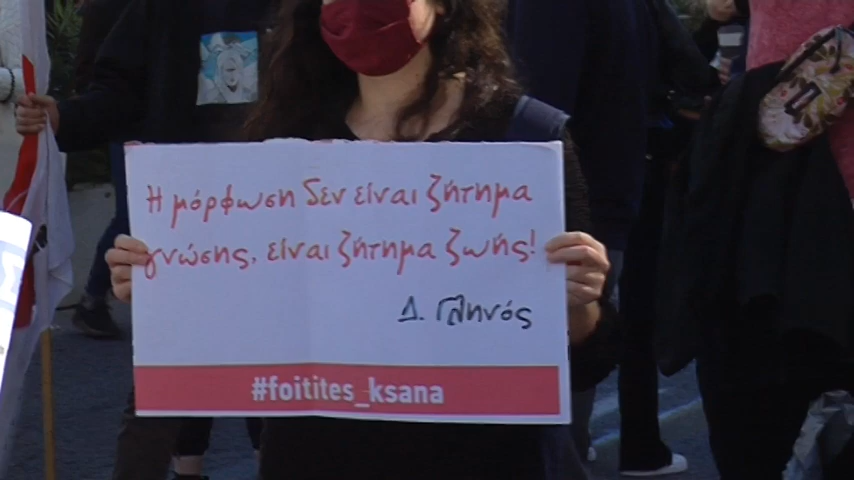 Η μόρφωση δεν είναι ζήτημα
γνώσης, είναι ζήτημα ζωής!
Δ. Γληνός
#foitites_ksana